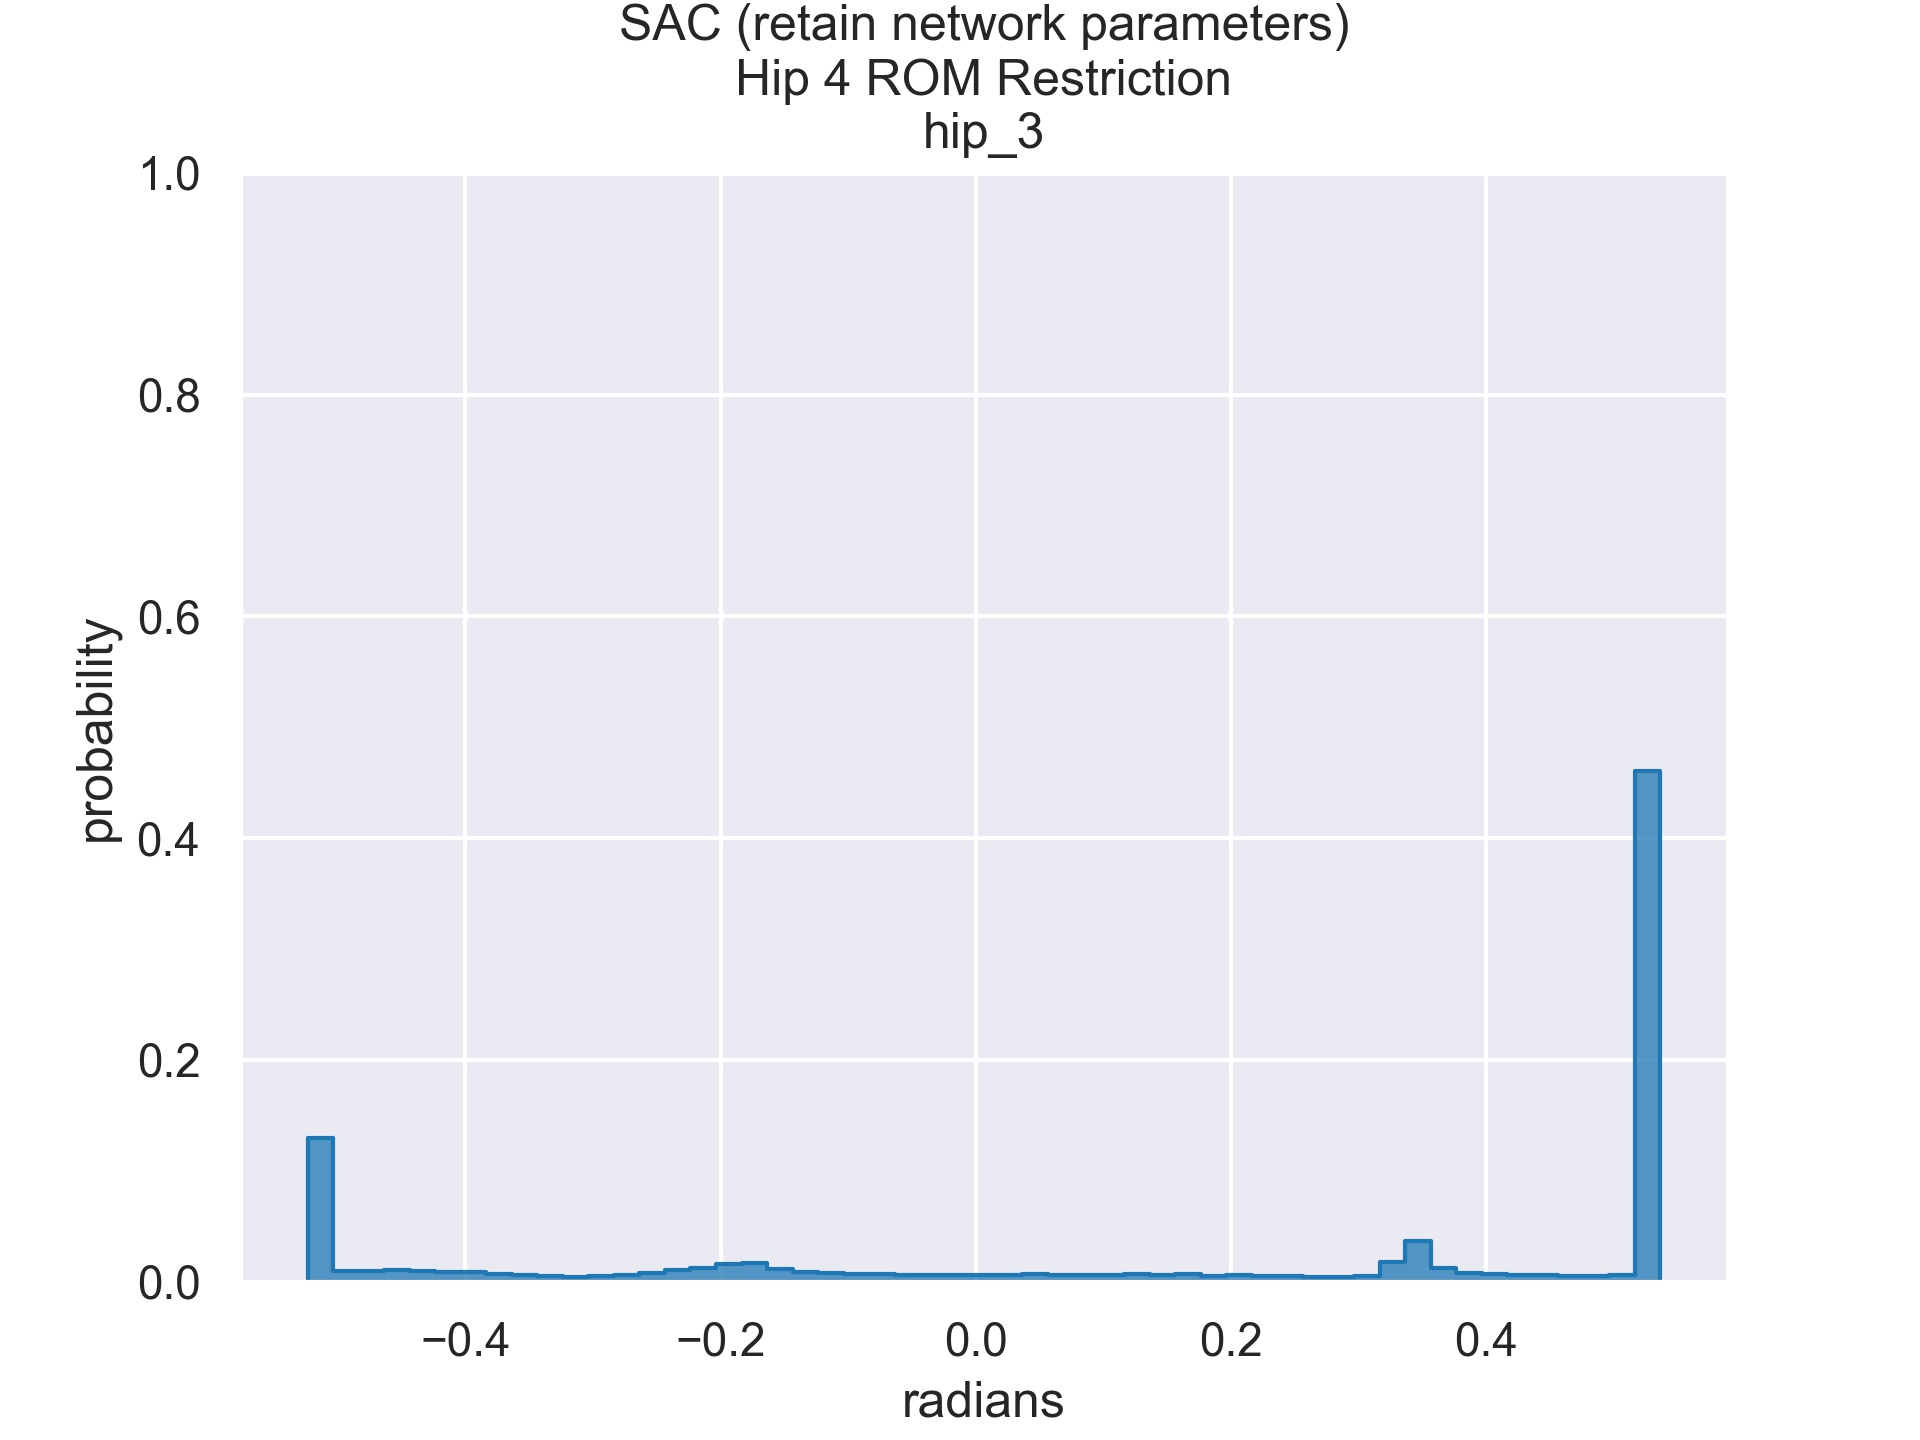 SAC (retain network parameters)
Hip 4 ROM Restriction
hip_3
1.0
0.8
0.6
0.4
0.2
0.0
probability
−0.4 −0.2 0.0 0.2 0.4
radians